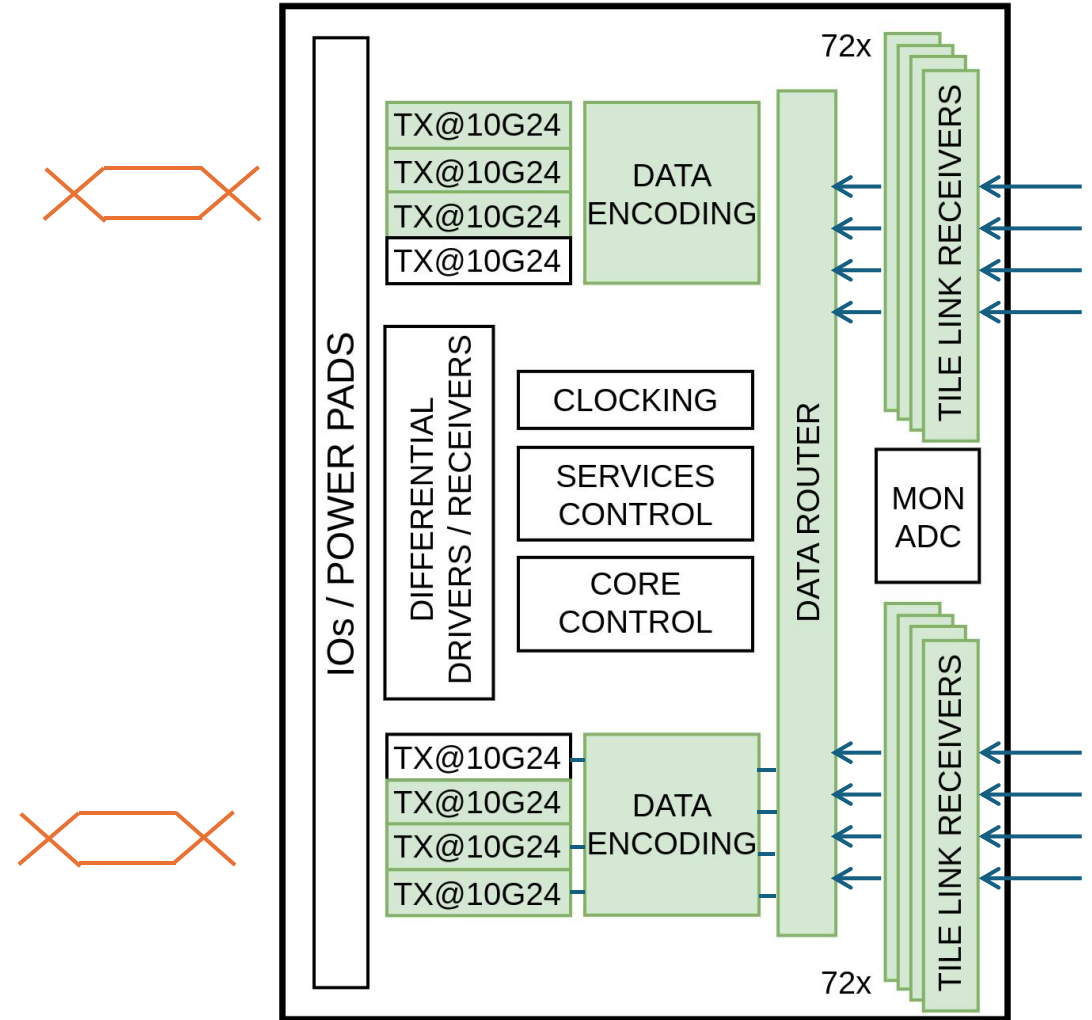 72x
TX@10G24
TX@10G24
TX@10G24
TX@10G24
DATA
ENCODING
TILE LINK RECEIVERS
IOs / POWER PADS
DIFFERENTIAL
DRIVERS / RECEIVERS
CLOCKING
SERVICES
CONTROL
CORE
CONTROL
DATA ROUTER
MON
ADC
TX@10G24
TX@10G24
TX@10G24
TX@10G24
DATA
ENCODING
TILE LINK RECEIVERS
72x